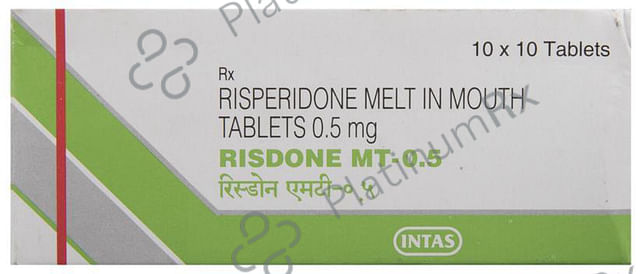 10 x 10 Tablets
Rx
RISPERIDONE MELT IN MOUTH
TABLETS 0.5 mg
RISDONE MT-0.5
रिस्डोन एमटी-०.५
INTAS
PlatinumRx